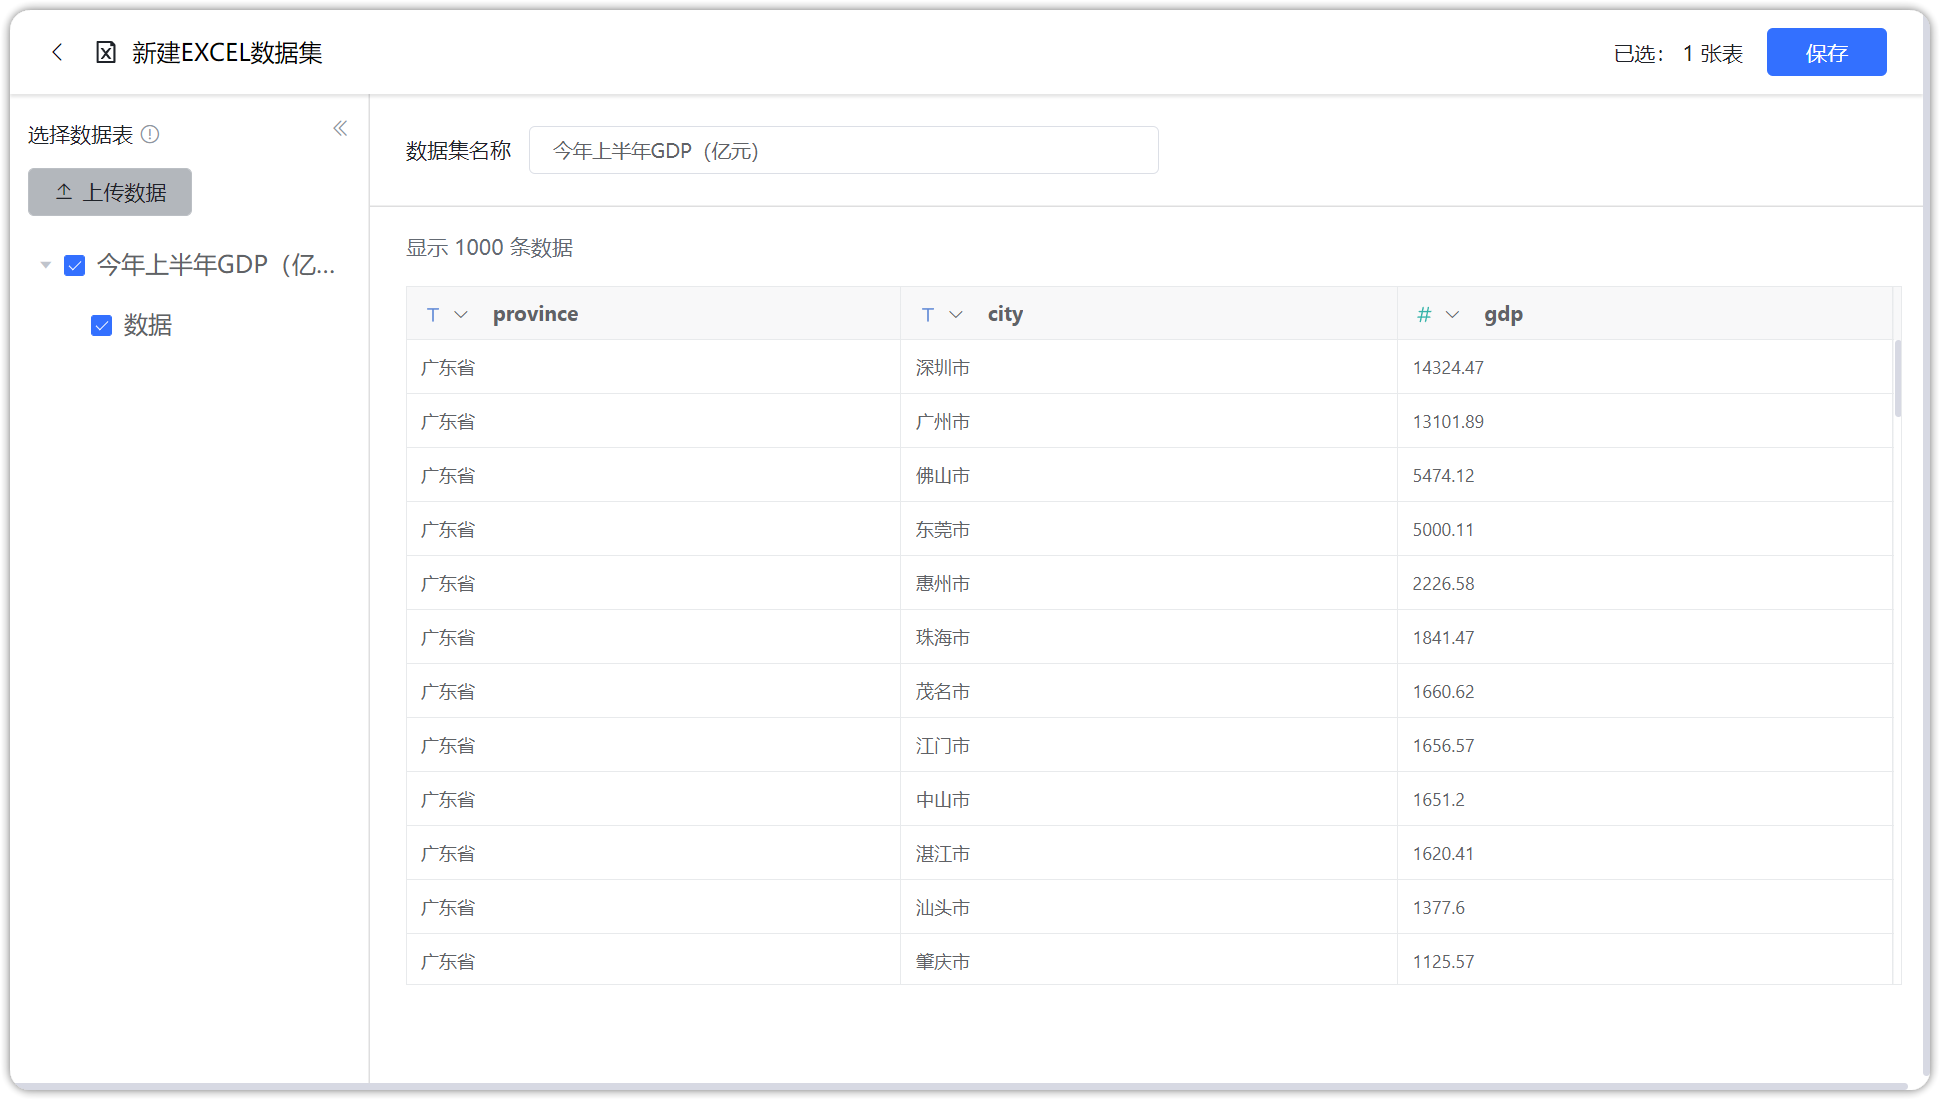 新建EXCEL数据集
已选： 1 张表
保存
选择数据表
上传数据
今年上半年GDP（亿...
数据
数据集名称
今年上半年GDP（亿元）
显示 1000 条数据
T province T city # gdp
广东省 深圳市 14324.47
广东省 广州市 13101.89
广东省 佛山市 5474.12
广东省 东莞市 5000.11
广东省 惠州市 2226.58
广东省 珠海市 1841.47
广东省 茂名市 1660.62
广东省 江门市 1656.57
广东省 中山市 1651.2
广东省 湛江市 1620.41
广东省 汕头市 1377.6
广东省 肇庆市 1125.57